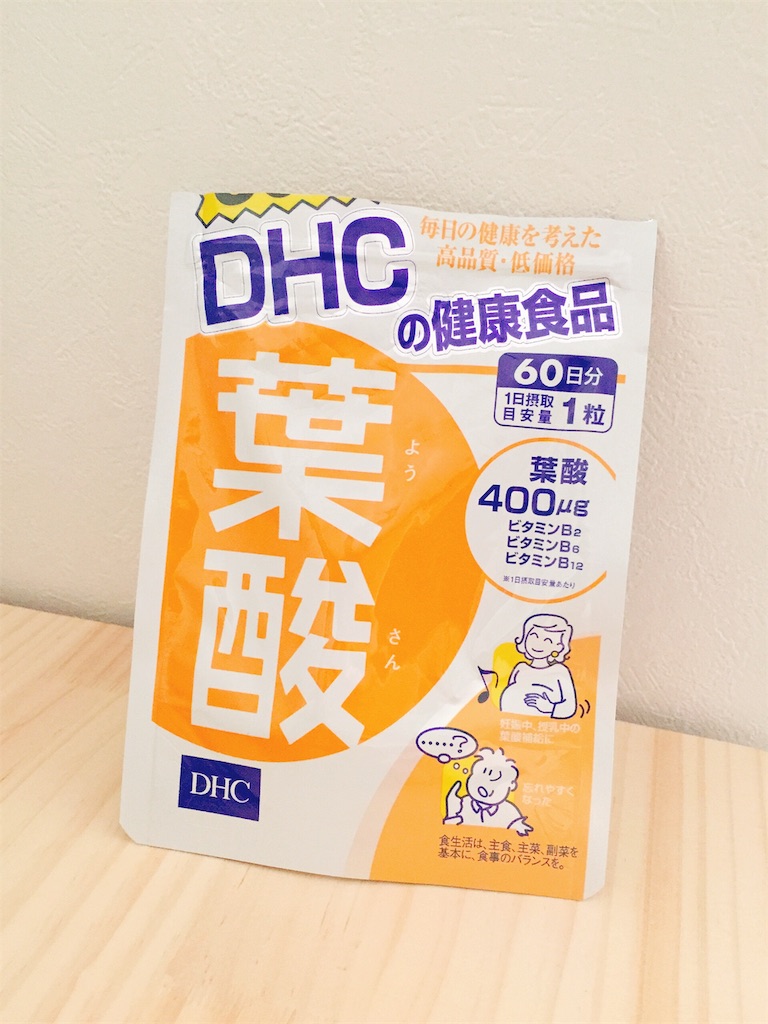 DHC
毎日の健康を考えた
高品質・低価格
の健康食品
60日分
1日摂取
目安量 1粒
葉酸
よう
さん
葉酸
400μg
ビタミンB2
ビタミンB6
ビタミンB12
※1日摂取目安量あたり
妊娠中、授乳中の
葉酸補給に
……?
忘れやすく
なった
DHC
食生活は、主食、主菜、副菜を
基本に、食事のバランスを。